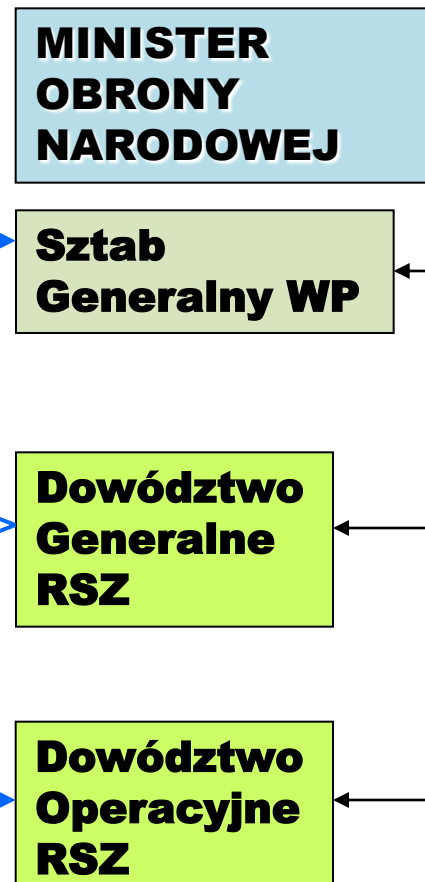 MINISTER
OBRONY
NARODOWEJ
Sztab
Generalny WP
Dowództwo
Generalne
RSZ
Dowództwo
Operacyjne
RSZ